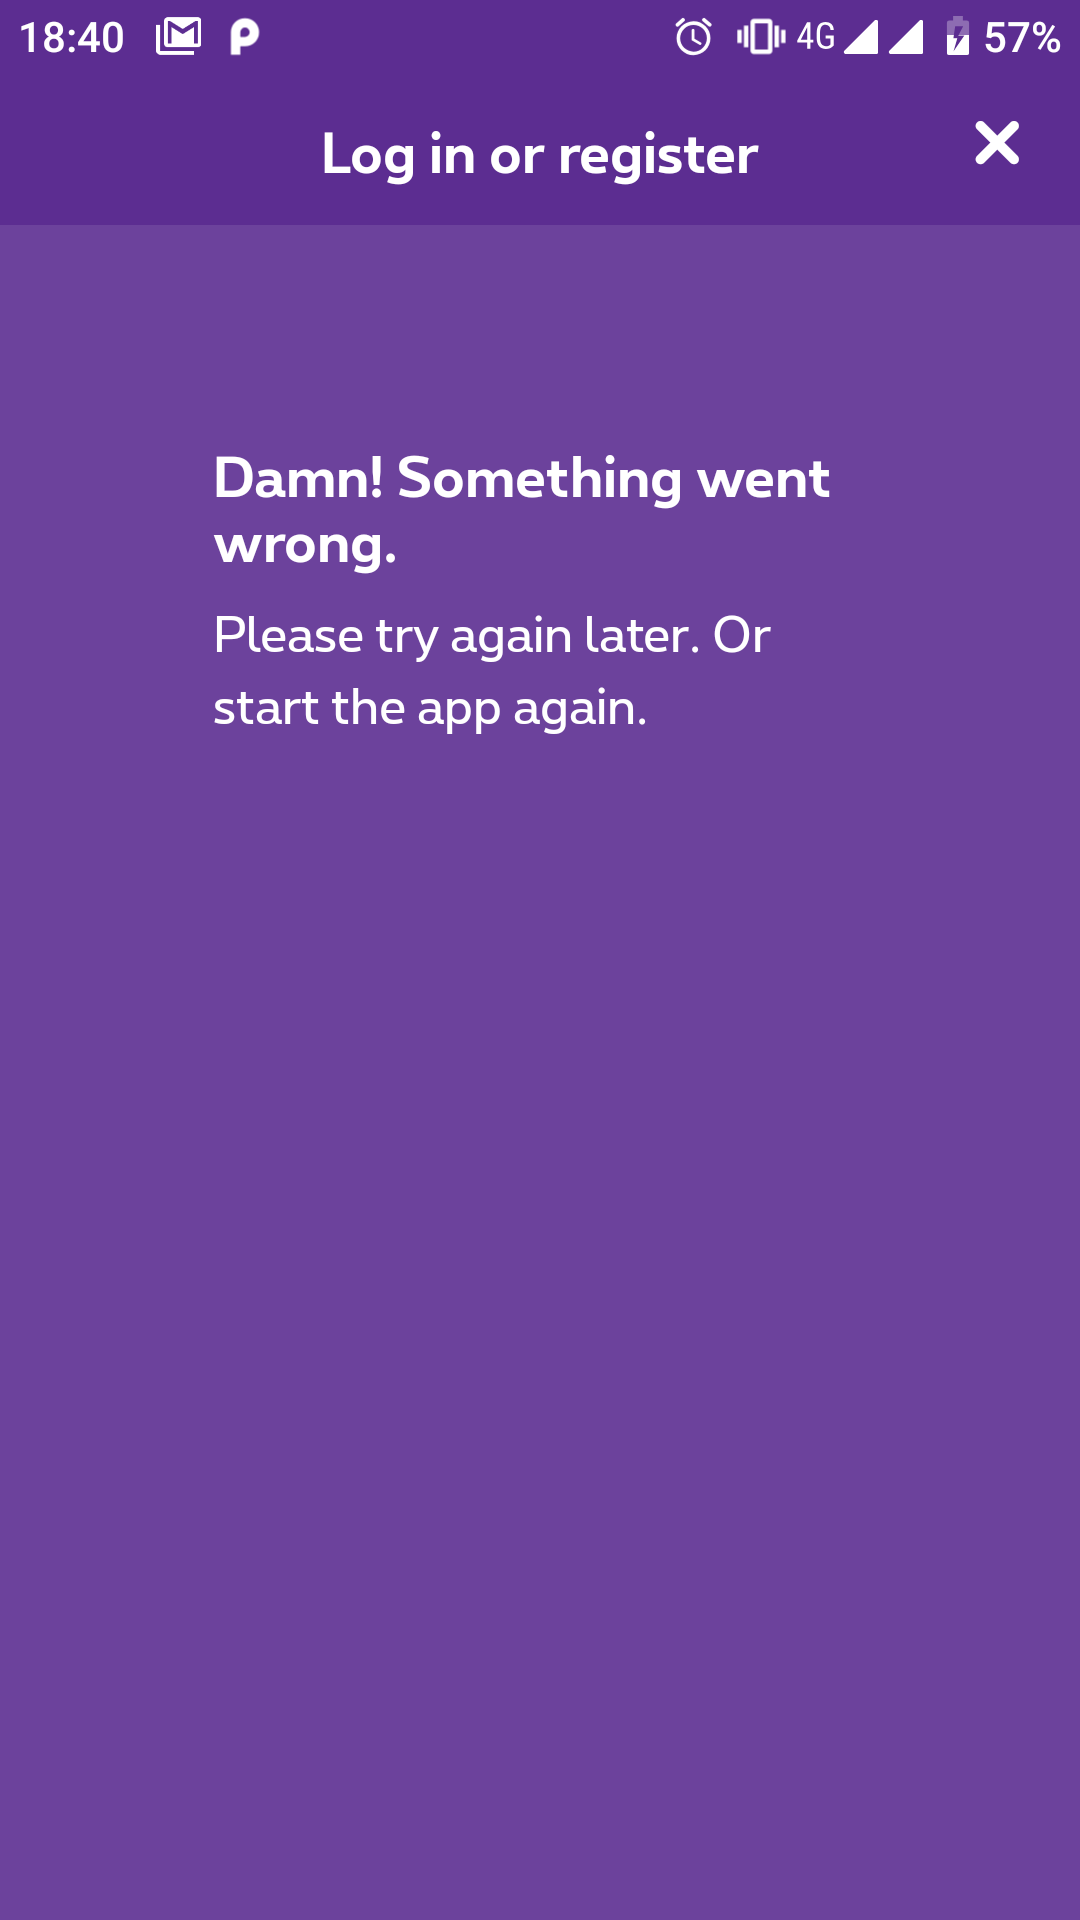 18:40 4G 57%
Log in or register
Damn! Something went
wrong.
Please try again later. Or
start the app again.